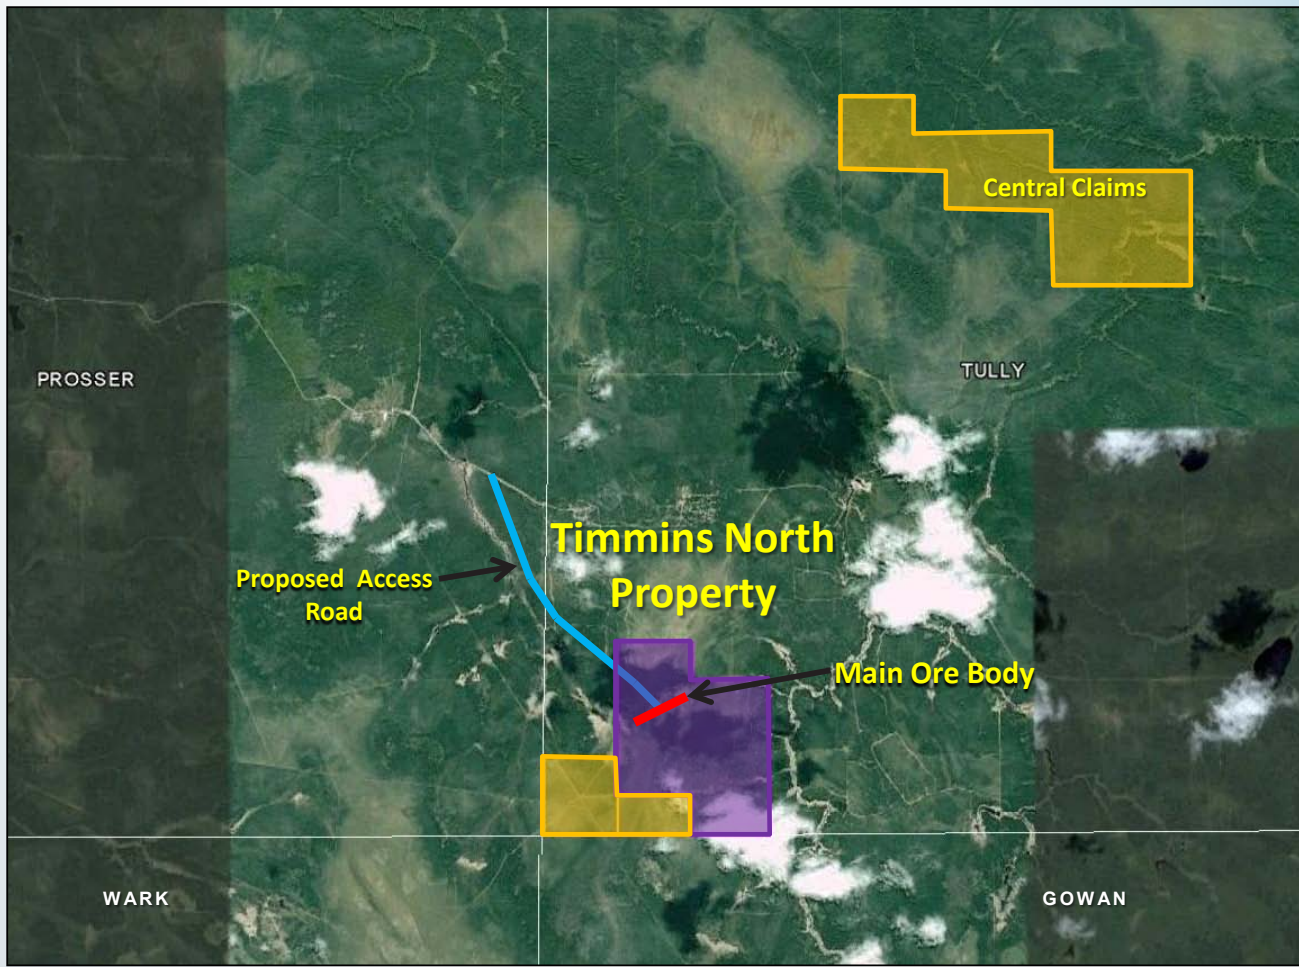 Central Claims
TULLY
PROSSER
Timmins North
Property
Proposed Access
Road
Main Ore Body
WARK
GOWAN